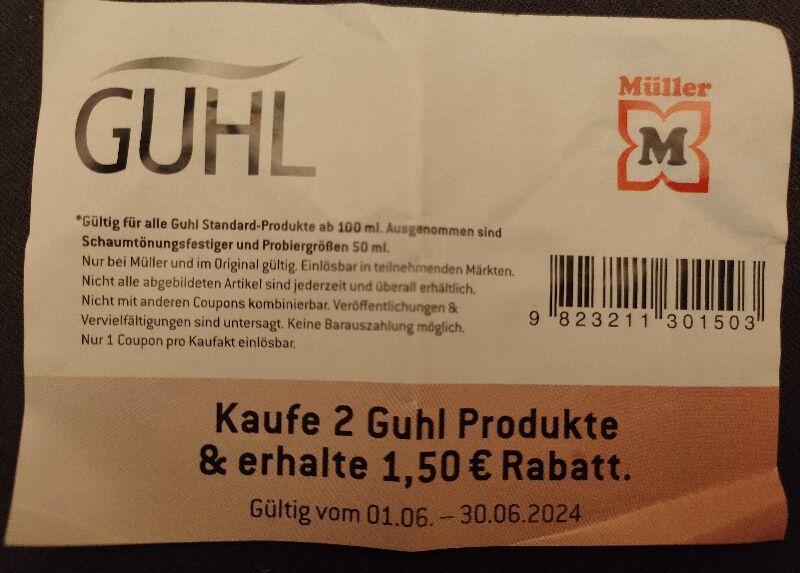 GUHL
Müller
M
*Gültig für alle Guhl Standard-Produkte ab 100 ml. Ausgenommen sind
Schaumtönungsfestiger und Probiergrößen 50 ml.
Nur bei Müller und im Original gültig. Einlösbar in teilnehmenden Märkten.
Nicht alle abgebildeten Artikel sind jederzeit und überall erhältlich.
Nicht mit anderen Coupons kombinierbar. Veröffentlichungen &
Vervielfältigungen sind untersagt. Keine Barauszahlung möglich.
Nur 1 Coupon pro Kaufakt einlösbar.
9 823211 301503
Kaufe 2 Guhl Produkte
& erhalte 1,50 € Rabatt.
Gültig vom 01.06. – 30.06.2024